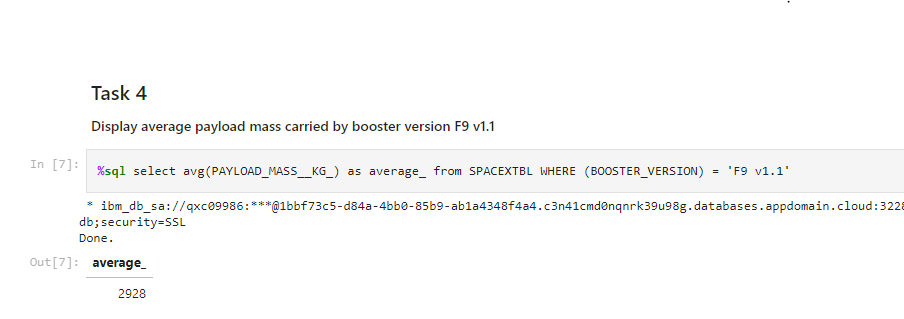 Task 4
Display average payload mass carried by booster version F9 v1.1
In [7]: %sql select avg(PAYLOAD_MASS__KG_) as average_ from SPACEXTBL WHERE (BOOSTER_VERSION) = 'F9 v1.1'
* ibm_db_sa://qxc09986:***@1bbf73c5-d84a-4bb0-85b9-ab1a4348f4a4.c3n41cmd0nqnrk39u98g.databases.appdomain.cloud:3228
db;security=SSL
Done.
Out[7]: average_
2928